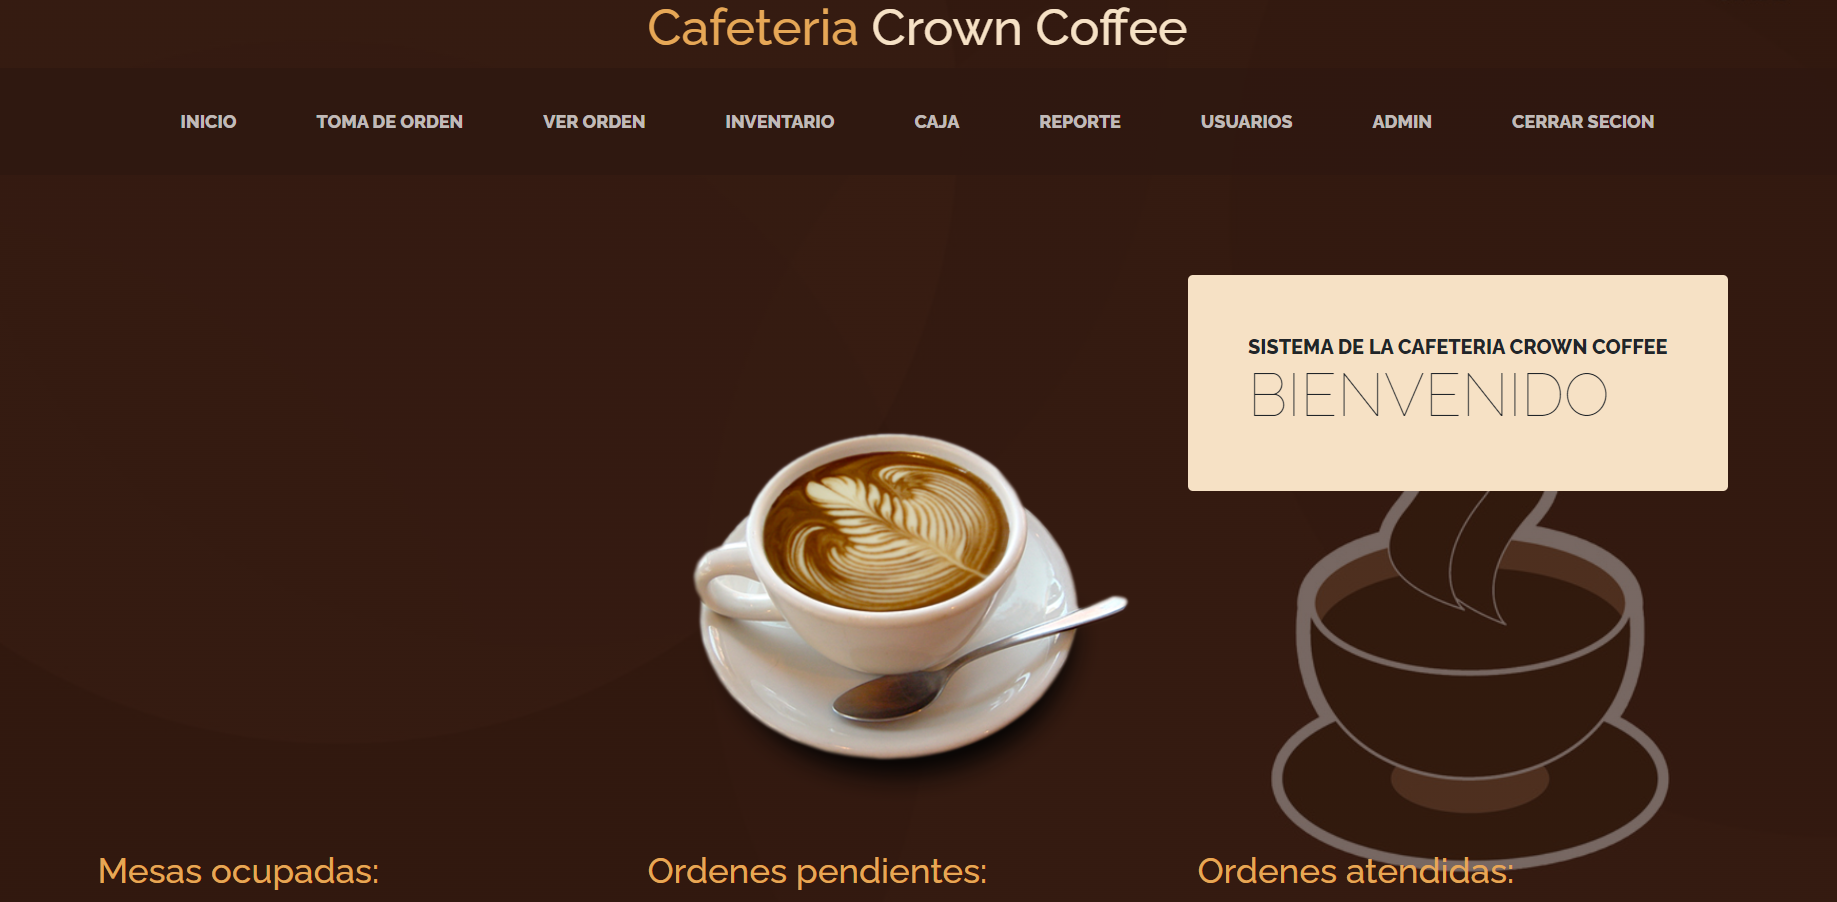 Cafeteria Crown Coffee
INICIO TOMA DE ORDEN VER ORDEN INVENTARIO CAJA REPORTE USUARIOS ADMIN CERRAR SECION
SISTEMA DE LA CAFETERIA CROWN COFFEE
BIENVENIDO
Mesas ocupadas: Ordenes pendientes: Ordenes atendidas: